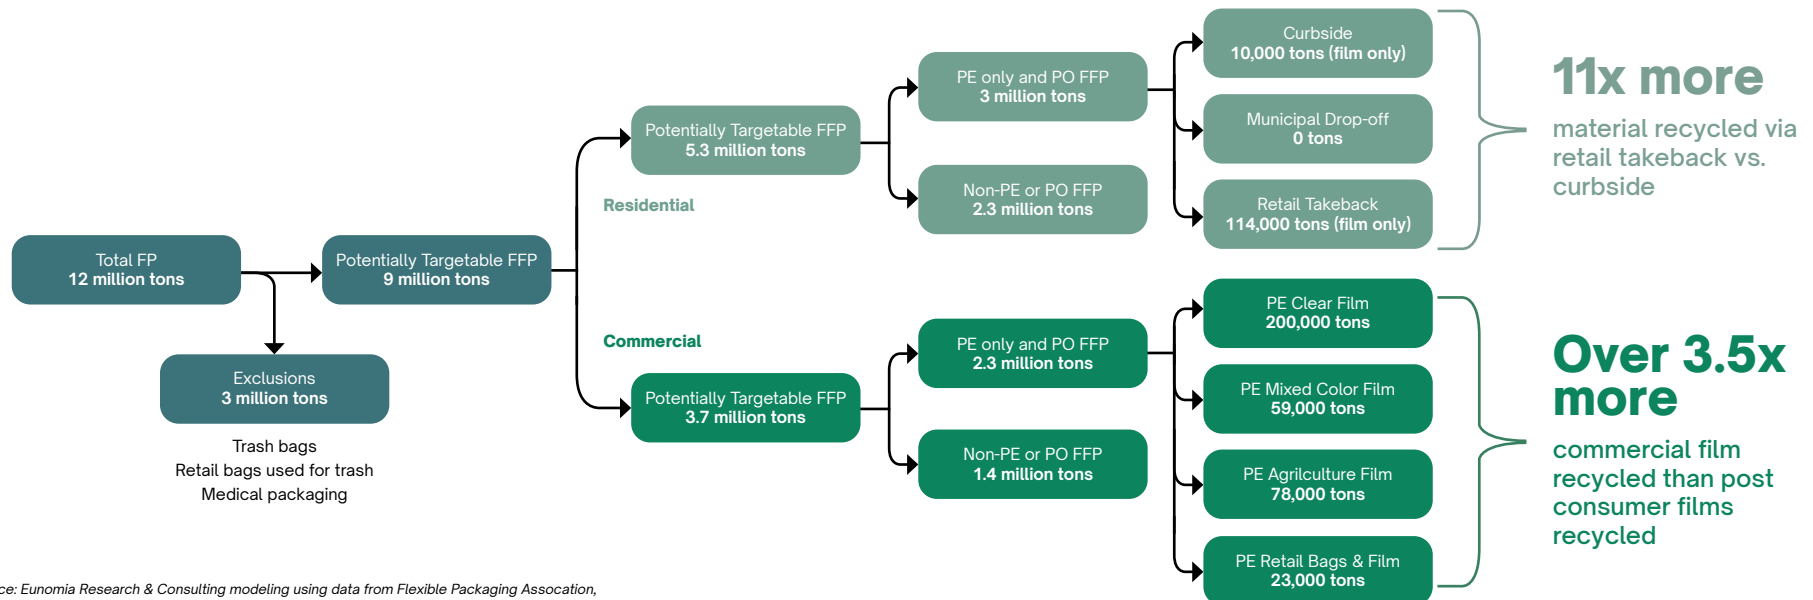 Total FP
12 million tons
Potentially Targetable FFP
9 million tons
Exclusions
3 million tons
Trash bags
Retail bags used for trash
Medical packaging
Residential
Potentially Targetable FFP
5.3 million tons
PE only and PO FFP
3 million tons
Non-PE or PO FFP
2.3 million tons
Curbside
10,000 tons (film only)
Municipal Drop-off
0 tons
Retail Takeback
114,000 tons (film only)
11x more
material recycled via
retail takeback vs.
curbside
Commercial
Potentially Targetable FFP
3.7 million tons
PE only and PO FFP
2.3 million tons
Non-PE or PO FFP
1.4 million tons
PE Clear Film
200,000 tons
PE Mixed Color Film
59,000 tons
PE Agrilculture Film
78,000 tons
PE Retail Bags & Film
23,000 tons
Over 3.5x
more
commercial film
recycled than post
consumer films
recycled
ce: Eunomia Research & Consulting modeling using data from Flexible Packaging Assocation,